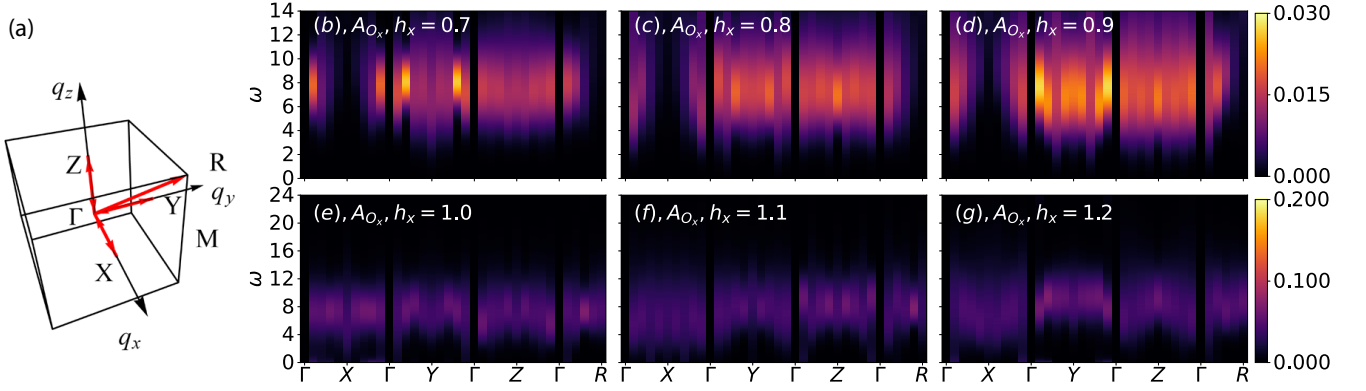 (a)
q_z
Z
R
q_y
Γ
Y
M
X
q_x
(b), A_{O_x}, h_x = 0.7
(c), A_{O_x}, h_x = 0.8
(d), A_{O_x}, h_x = 0.9
ω
14
12
10
8
6
4
2
0
0.030
0.015
0.000
(e), A_{O_x}, h_x = 1.0
(f), A_{O_x}, h_x = 1.1
(g), A_{O_x}, h_x = 1.2
ω
24
20
16
12
8
4
0
0.200
0.100
0.000
Γ X Γ Y Γ Z Γ R
Γ X Γ Y Γ Z Γ R
Γ X Γ Y Γ Z Γ R